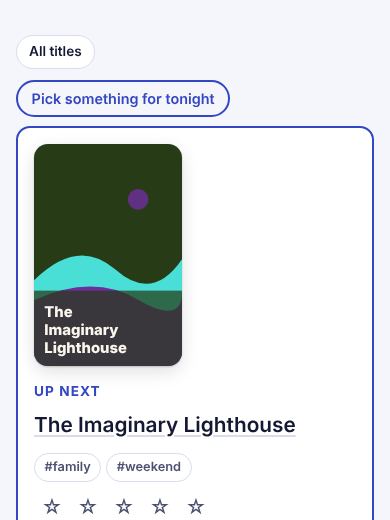 All titles
Pick something for tonight
The
Imaginary
Lighthouse
UP NEXT
The Imaginary Lighthouse
#family #weekend